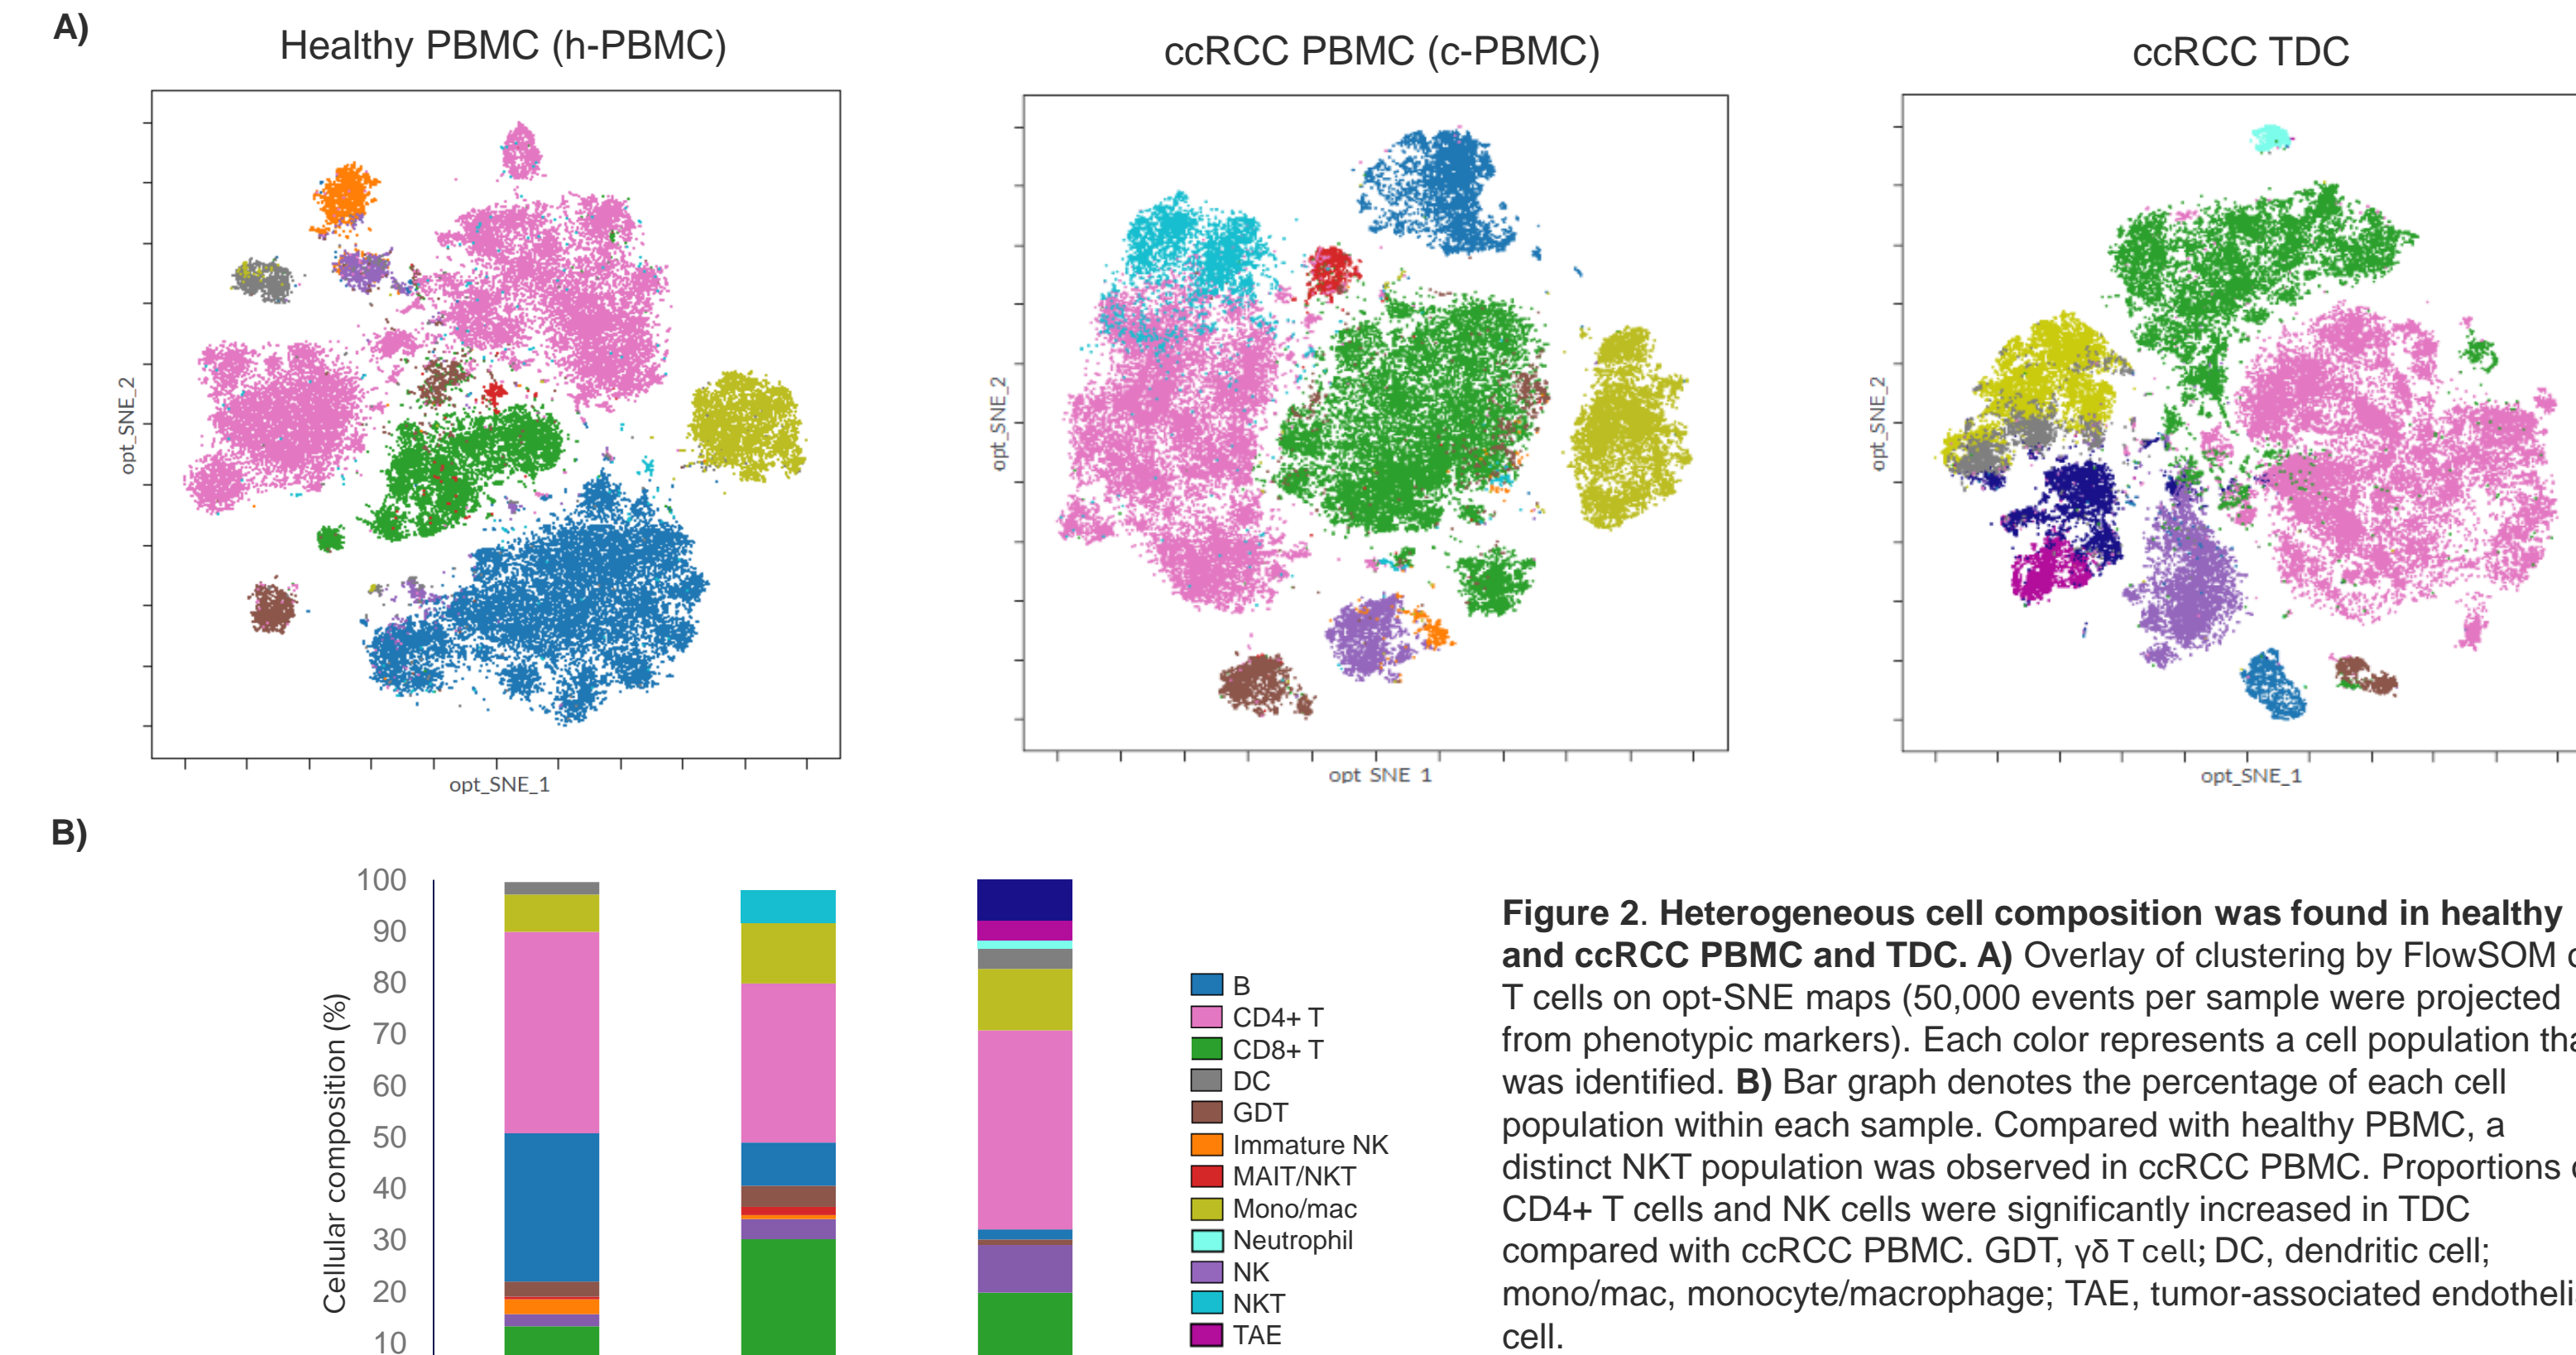 A)
Healthy PBMC (h-PBMC)
ccRCC PBMC (c-PBMC)
ccRCC TDC
opt_SNE_2
opt_SNE_1
opt_SNE_2
opt SNE 1
opt_SNE_2
opt_SNE_1
B)
Cellular composition (%)
100
90
80
70
60
50
40
30
20
10
B
CD4+ T
CD8+ T
DC
GDT
Immature NK
MAIT/NKT
Mono/mac
Neutrophil
NK
NKT
TAE
Figure 2. Heterogeneous cell composition was found in healthy
and ccRCC PBMC and TDC. A) Overlay of clustering by FlowSOM
T cells on opt-SNE maps (50,000 events per sample were projected
from phenotypic markers). Each color represents a cell population
was identified. B) Bar graph denotes the percentage of each cell
population within each sample. Compared with healthy PBMC, a
distinct NKT population was observed in ccRCC PBMC. Proportions
CD4+ T cells and NK cells were significantly increased in TDC
compared with ccRCC PBMC. GDT, γδ T cell; DC, dendritic cell;
mono/mac, monocyte/macrophage; TAE, tumor-associated
cell.